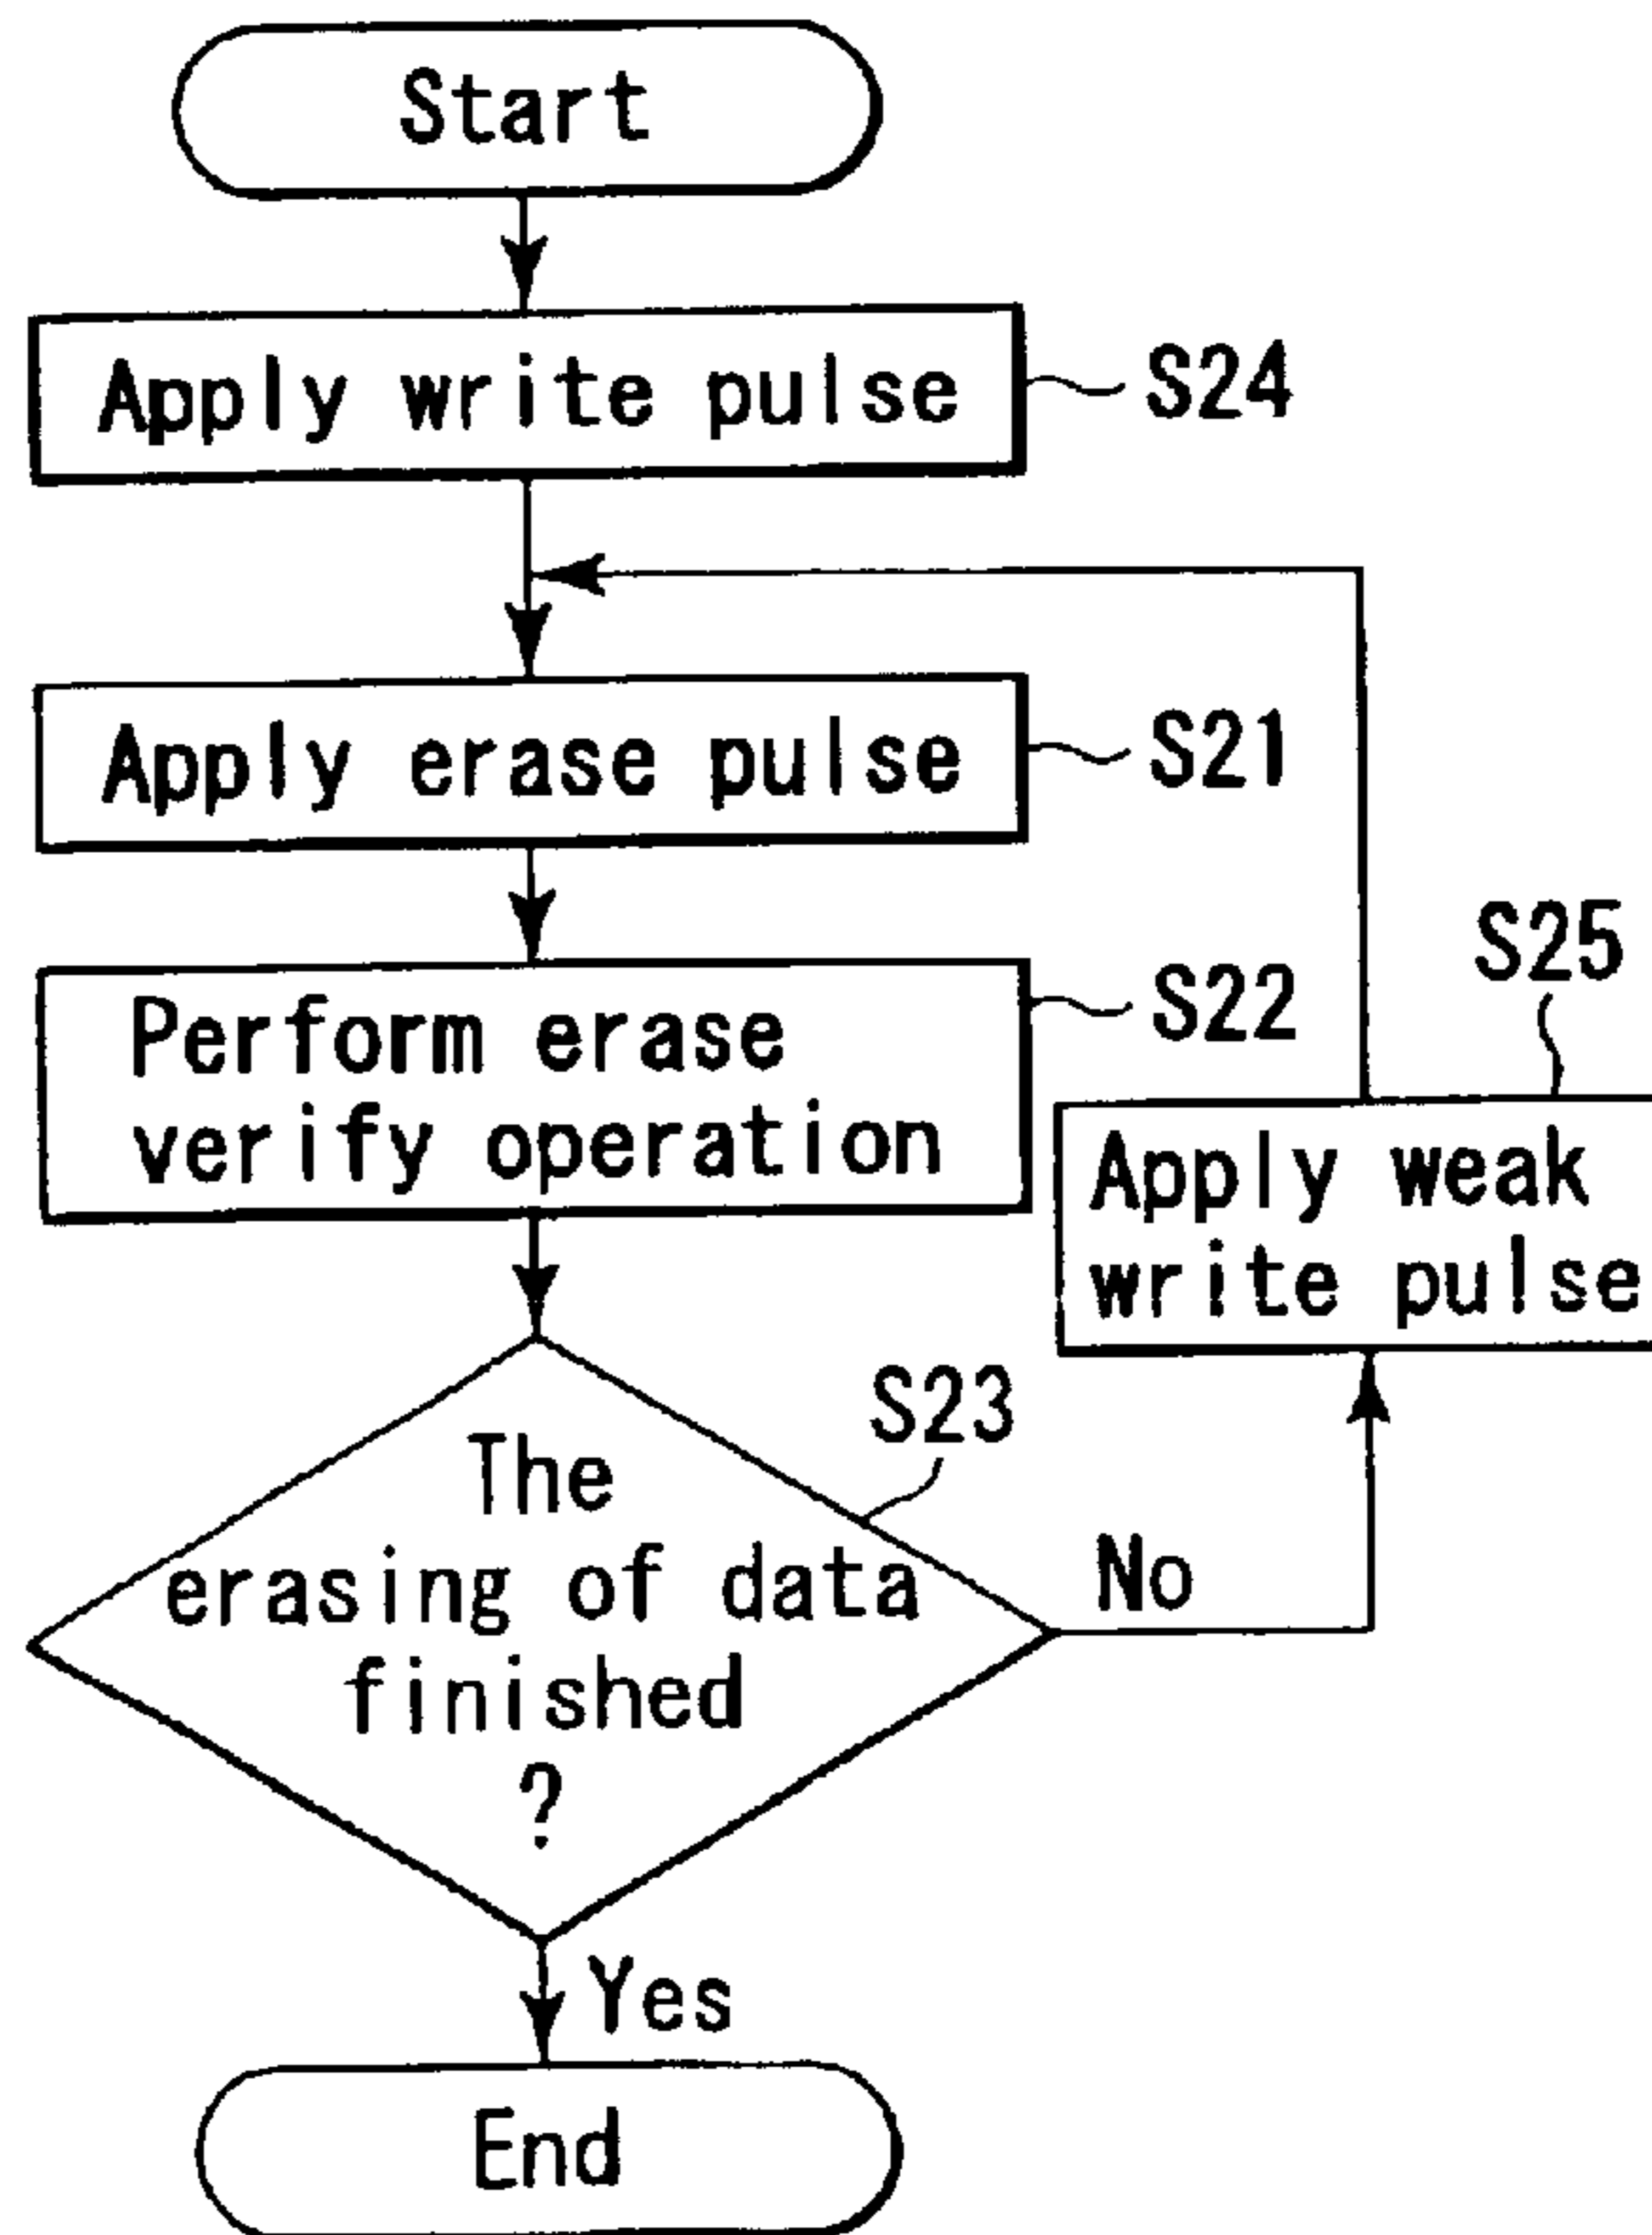 Start
Apply write pulse
S24
Apply erase pulse
S21
Perform erase
verify operation
S22
S25
Apply weak
write pulse
S23
The
erasing of data
finished
?
No
Yes
End